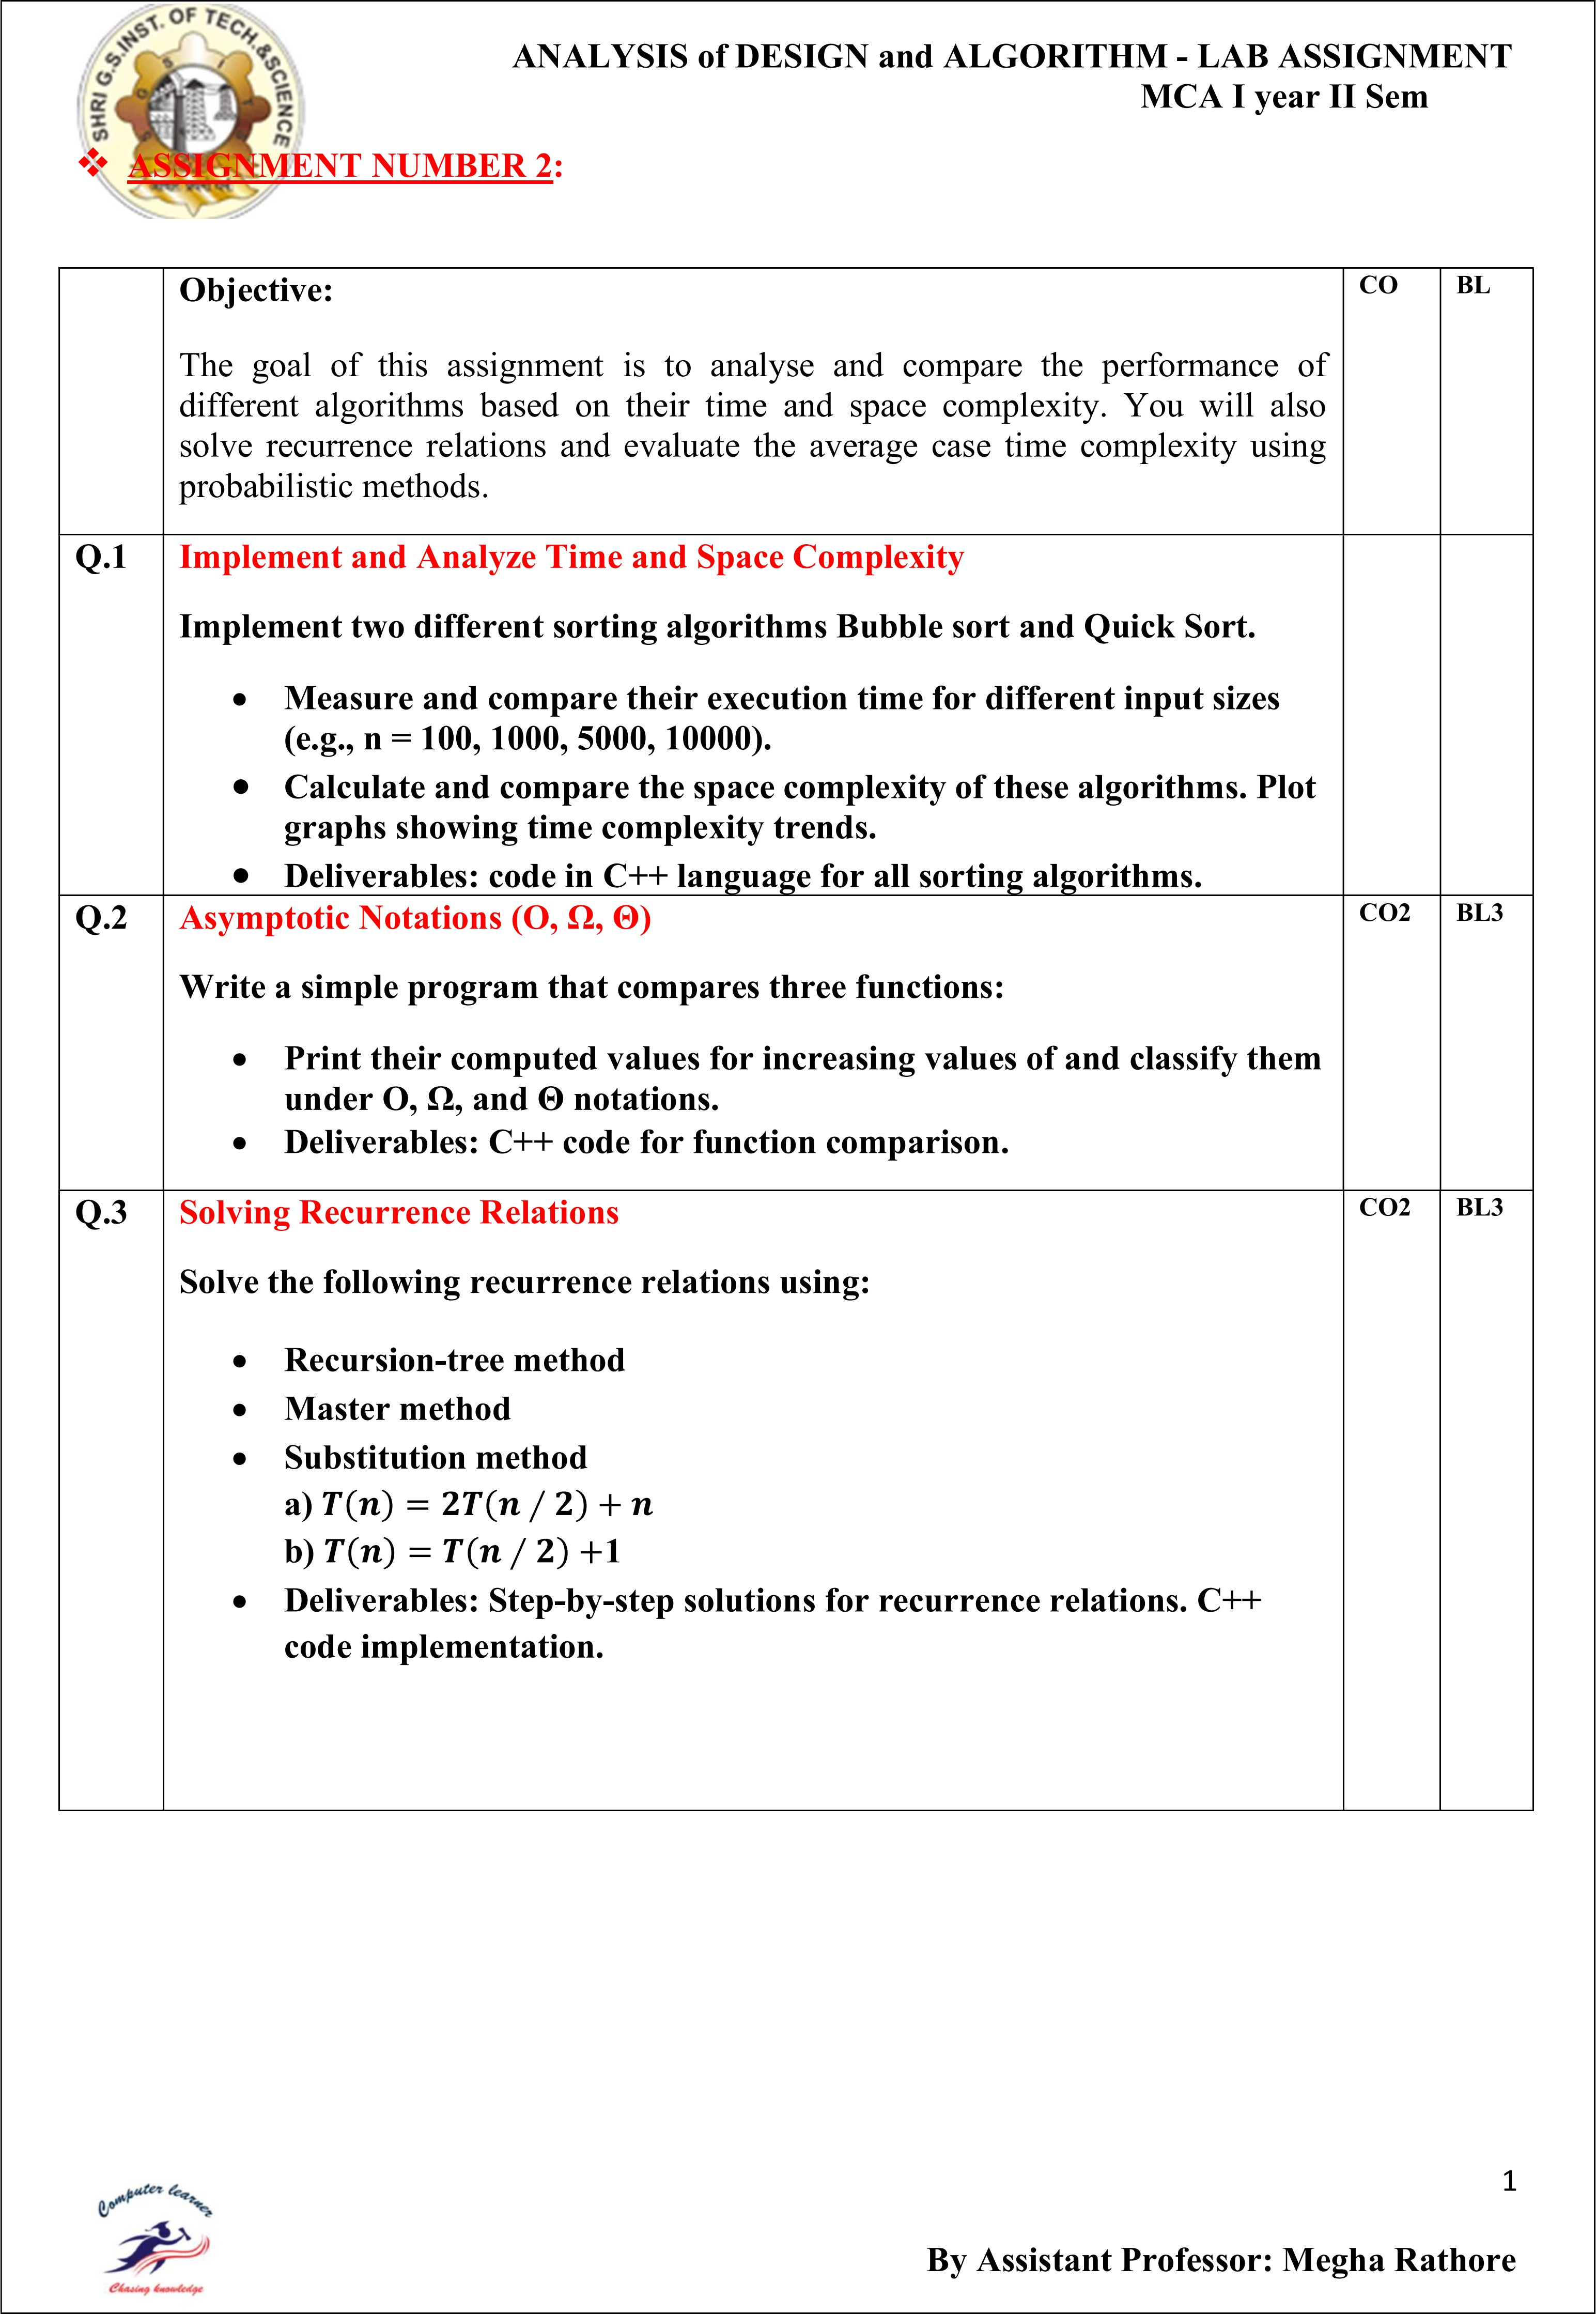 SHRI G.S.INST. OF TECH.&SCIENCE
ANALYSIS of DESIGN and ALGORITHM - LAB ASSIGNMENT
MCA I year II Sem
❖ ASSIGNMENT NUMBER 2:
Objective:
CO
BL
The goal of this assignment is to analyse and compare the performance of
different algorithms based on their time and space complexity. You will also
solve recurrence relations and evaluate the average case time complexity using
probabilistic methods.
Q.1
Implement and Analyze Time and Space Complexity
Implement two different sorting algorithms Bubble sort and Quick Sort.
• Measure and compare their execution time for different input sizes
(e.g., n = 100, 1000, 5000, 10000).
• Calculate and compare the space complexity of these algorithms. Plot
graphs showing time complexity trends.
• Deliverables: code in C++ language for all sorting algorithms.
Q.2
Asymptotic Notations (O, Ω, Θ)
CO2
BL3
Write a simple program that compares three functions:
• Print their computed values for increasing values of and classify them
under O, Ω, and Θ notations.
• Deliverables: C++ code for function comparison.
Q.3
Solving Recurrence Relations
CO2
BL3
Solve the following recurrence relations using:
• Recursion-tree method
• Master method
• Substitution method
a) T(n) = 2T(n / 2) + n
b) T(n) = T(n / 2) +1
• Deliverables: Step-by-step solutions for recurrence relations. C++
code implementation.
1
Computer learner
Chasing knowledge
By Assistant Professor: Megha Rathore